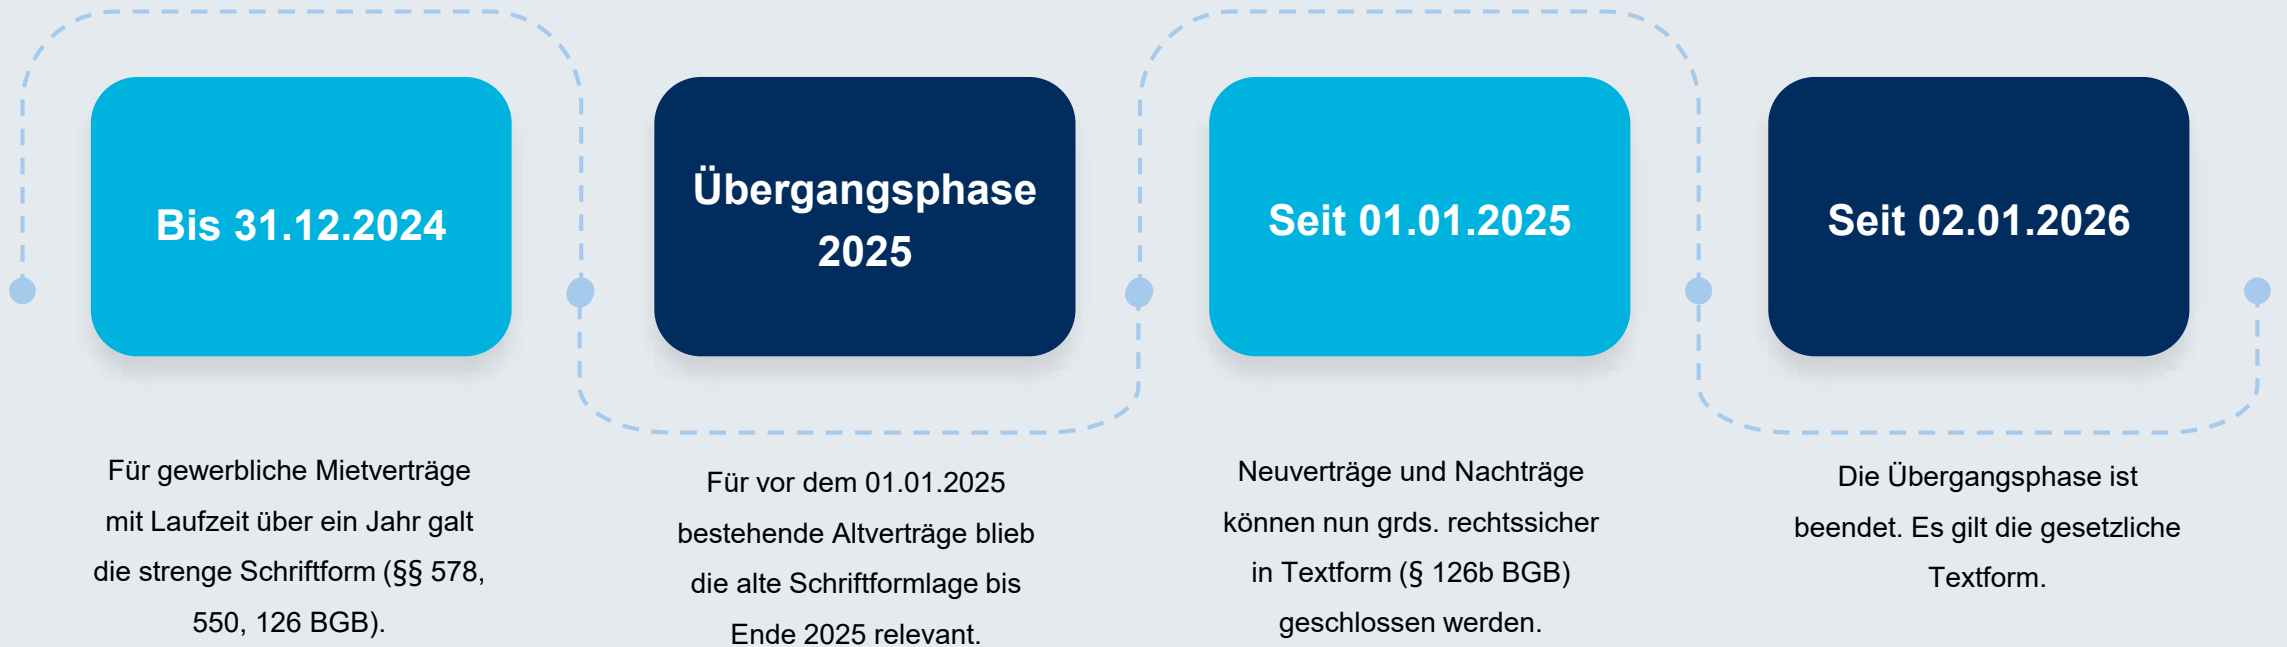 Bis 31.12.2024
Für gewerbliche Mietverträge
mit Laufzeit über ein Jahr galt
die strenge Schriftform (§§ 578,
550, 126 BGB).
Übergangsphase
2025
Für vor dem 01.01.2025
bestehende Altverträge blieb
die alte Schriftformlage bis
Ende 2025 relevant.
Seit 01.01.2025
Neuverträge und Nachträge
können nun grds. rechtssicher
in Textform (§ 126b BGB)
geschlossen werden.
Seit 02.01.2026
Die Übergangsphase ist
beendet. Es gilt die gesetzliche
Textform.